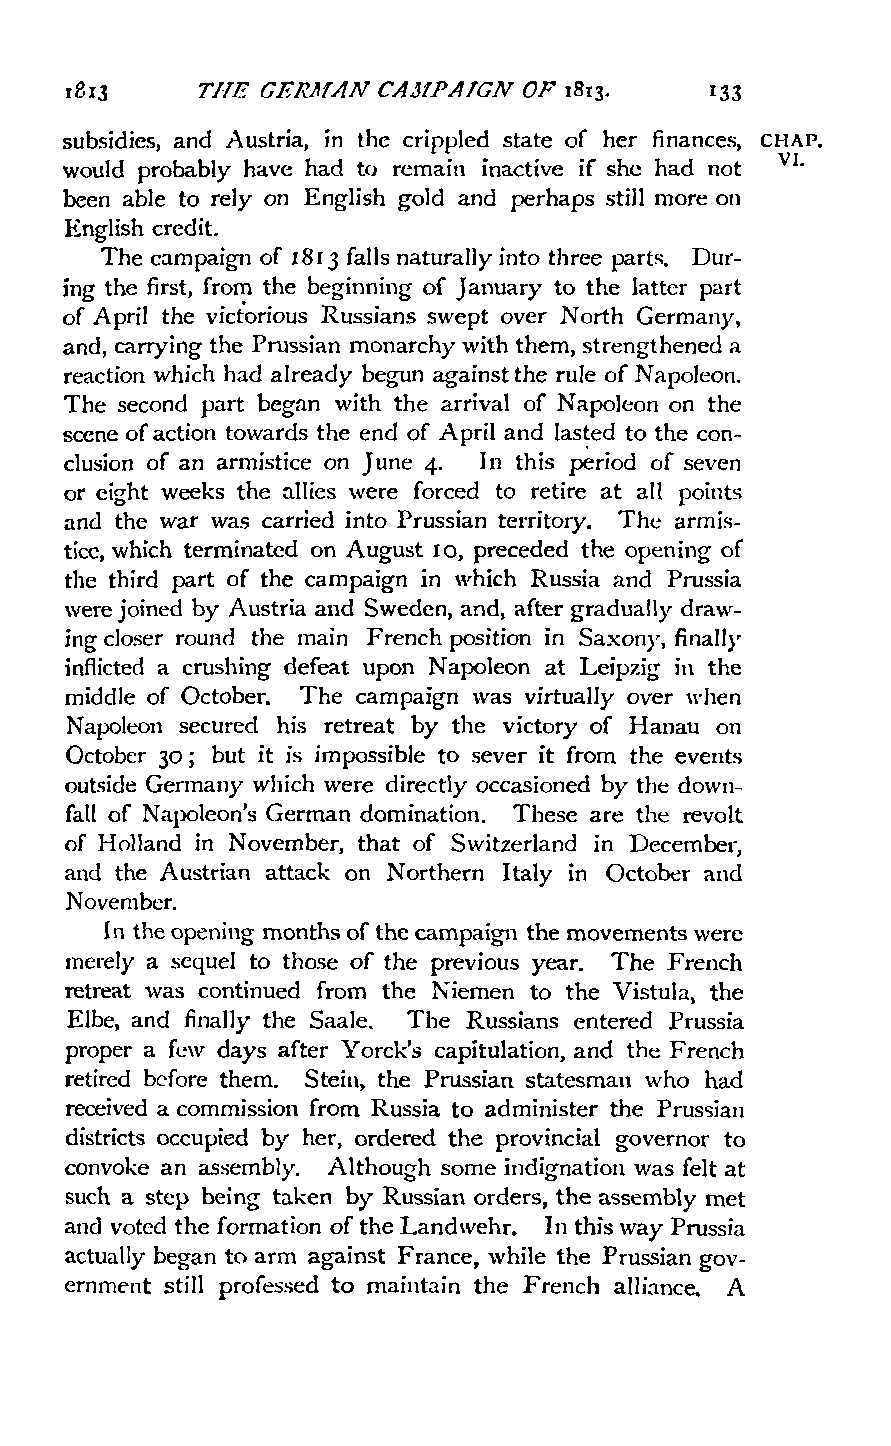 1813 THE GERMAN CAMPAIGN OF 1813. 133
subsidies, and Austria, in the crippled state of her finances, CHAP.
would probably have had to remain inactive if she had not VI.
been able to rely on English gold and perhaps still more on
English credit.
The campaign of 1813 falls naturally into three parts. Dur-
ing the first, from the beginning of January to the latter part
of April the victorious Russians swept over North Germany,
and, carrying the Prussian monarchy with them, strengthened a
reaction which had already begun against the rule of Napoleon.
The second part began with the arrival of Napoleon on the
scene of action towards the end of April and lasted to the con-
clusion of an armistice on June 4. In this period of seven
or eight weeks the allies were forced to retire at all points
and the war was carried into Prussian territory. The armis-
tice, which terminated on August 10, preceded the opening of
the third part of the campaign in which Russia and Prussia
were joined by Austria and Sweden, and, after gradually draw-
ing closer round the main French position in Saxony, finally
inflicted a crushing defeat upon Napoleon at Leipzig in the
middle of October. The campaign was virtually over when
Napoleon secured his retreat by the victory of Hanau on
October 30; but it is impossible to sever it from the events
outside Germany which were directly occasioned by the down-
fall of Napoleon's German domination. These are the revolt
of Holland in November, that of Switzerland in December,
and the Austrian attack on Northern Italy in October and
November.
In the opening months of the campaign the movements were
merely a sequel to those of the previous year. The French
retreat was continued from the Niemen to the Vistula, the
Elbe, and finally the Saale. The Russians entered Prussia
proper a few days after Yorck's capitulation, and the French
retired before them. Stein, the Prussian statesman who had
received a commission from Russia to administer the Prussian
districts occupied by her, ordered the provincial governor to
convoke an assembly. Although some indignation was felt at
such a step being taken by Russian orders, the assembly met
and voted the formation of the Landwehr. In this way Prussia
actually began to arm against France, while the Prussian gov-
ernment still professed to maintain the French alliance. A